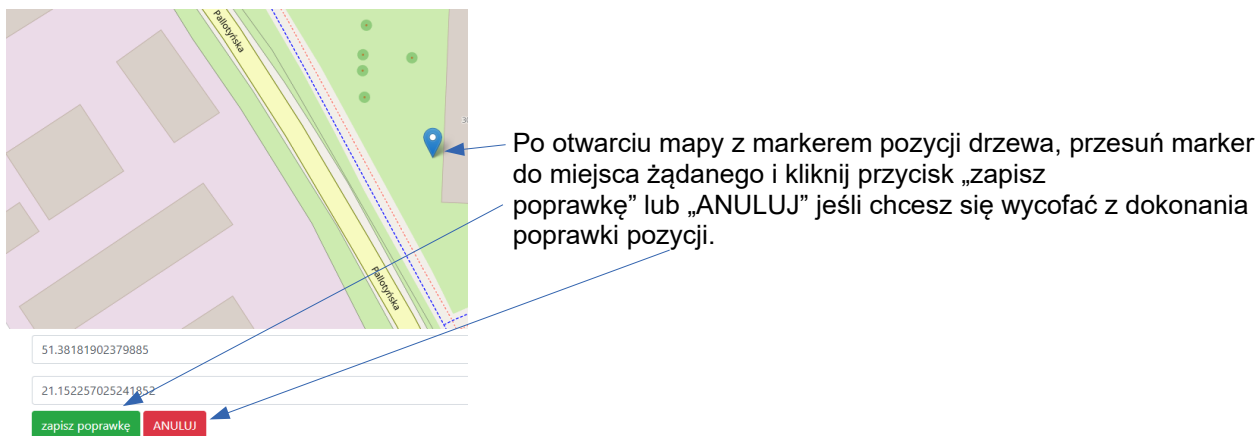 Pallotyńska
Po otwarciu mapy z markerem pozycji drzewa, przesuń marker
do miejsca żądanego i kliknij przycisk „zapisz
poprawkę” lub „ANULUJ” jeśli chcesz się wycofać z dokonania
poprawki pozycji.
Pallotyńska
51.38181902379885
21.152257025241852
zapisz poprawkę
ANULUJ